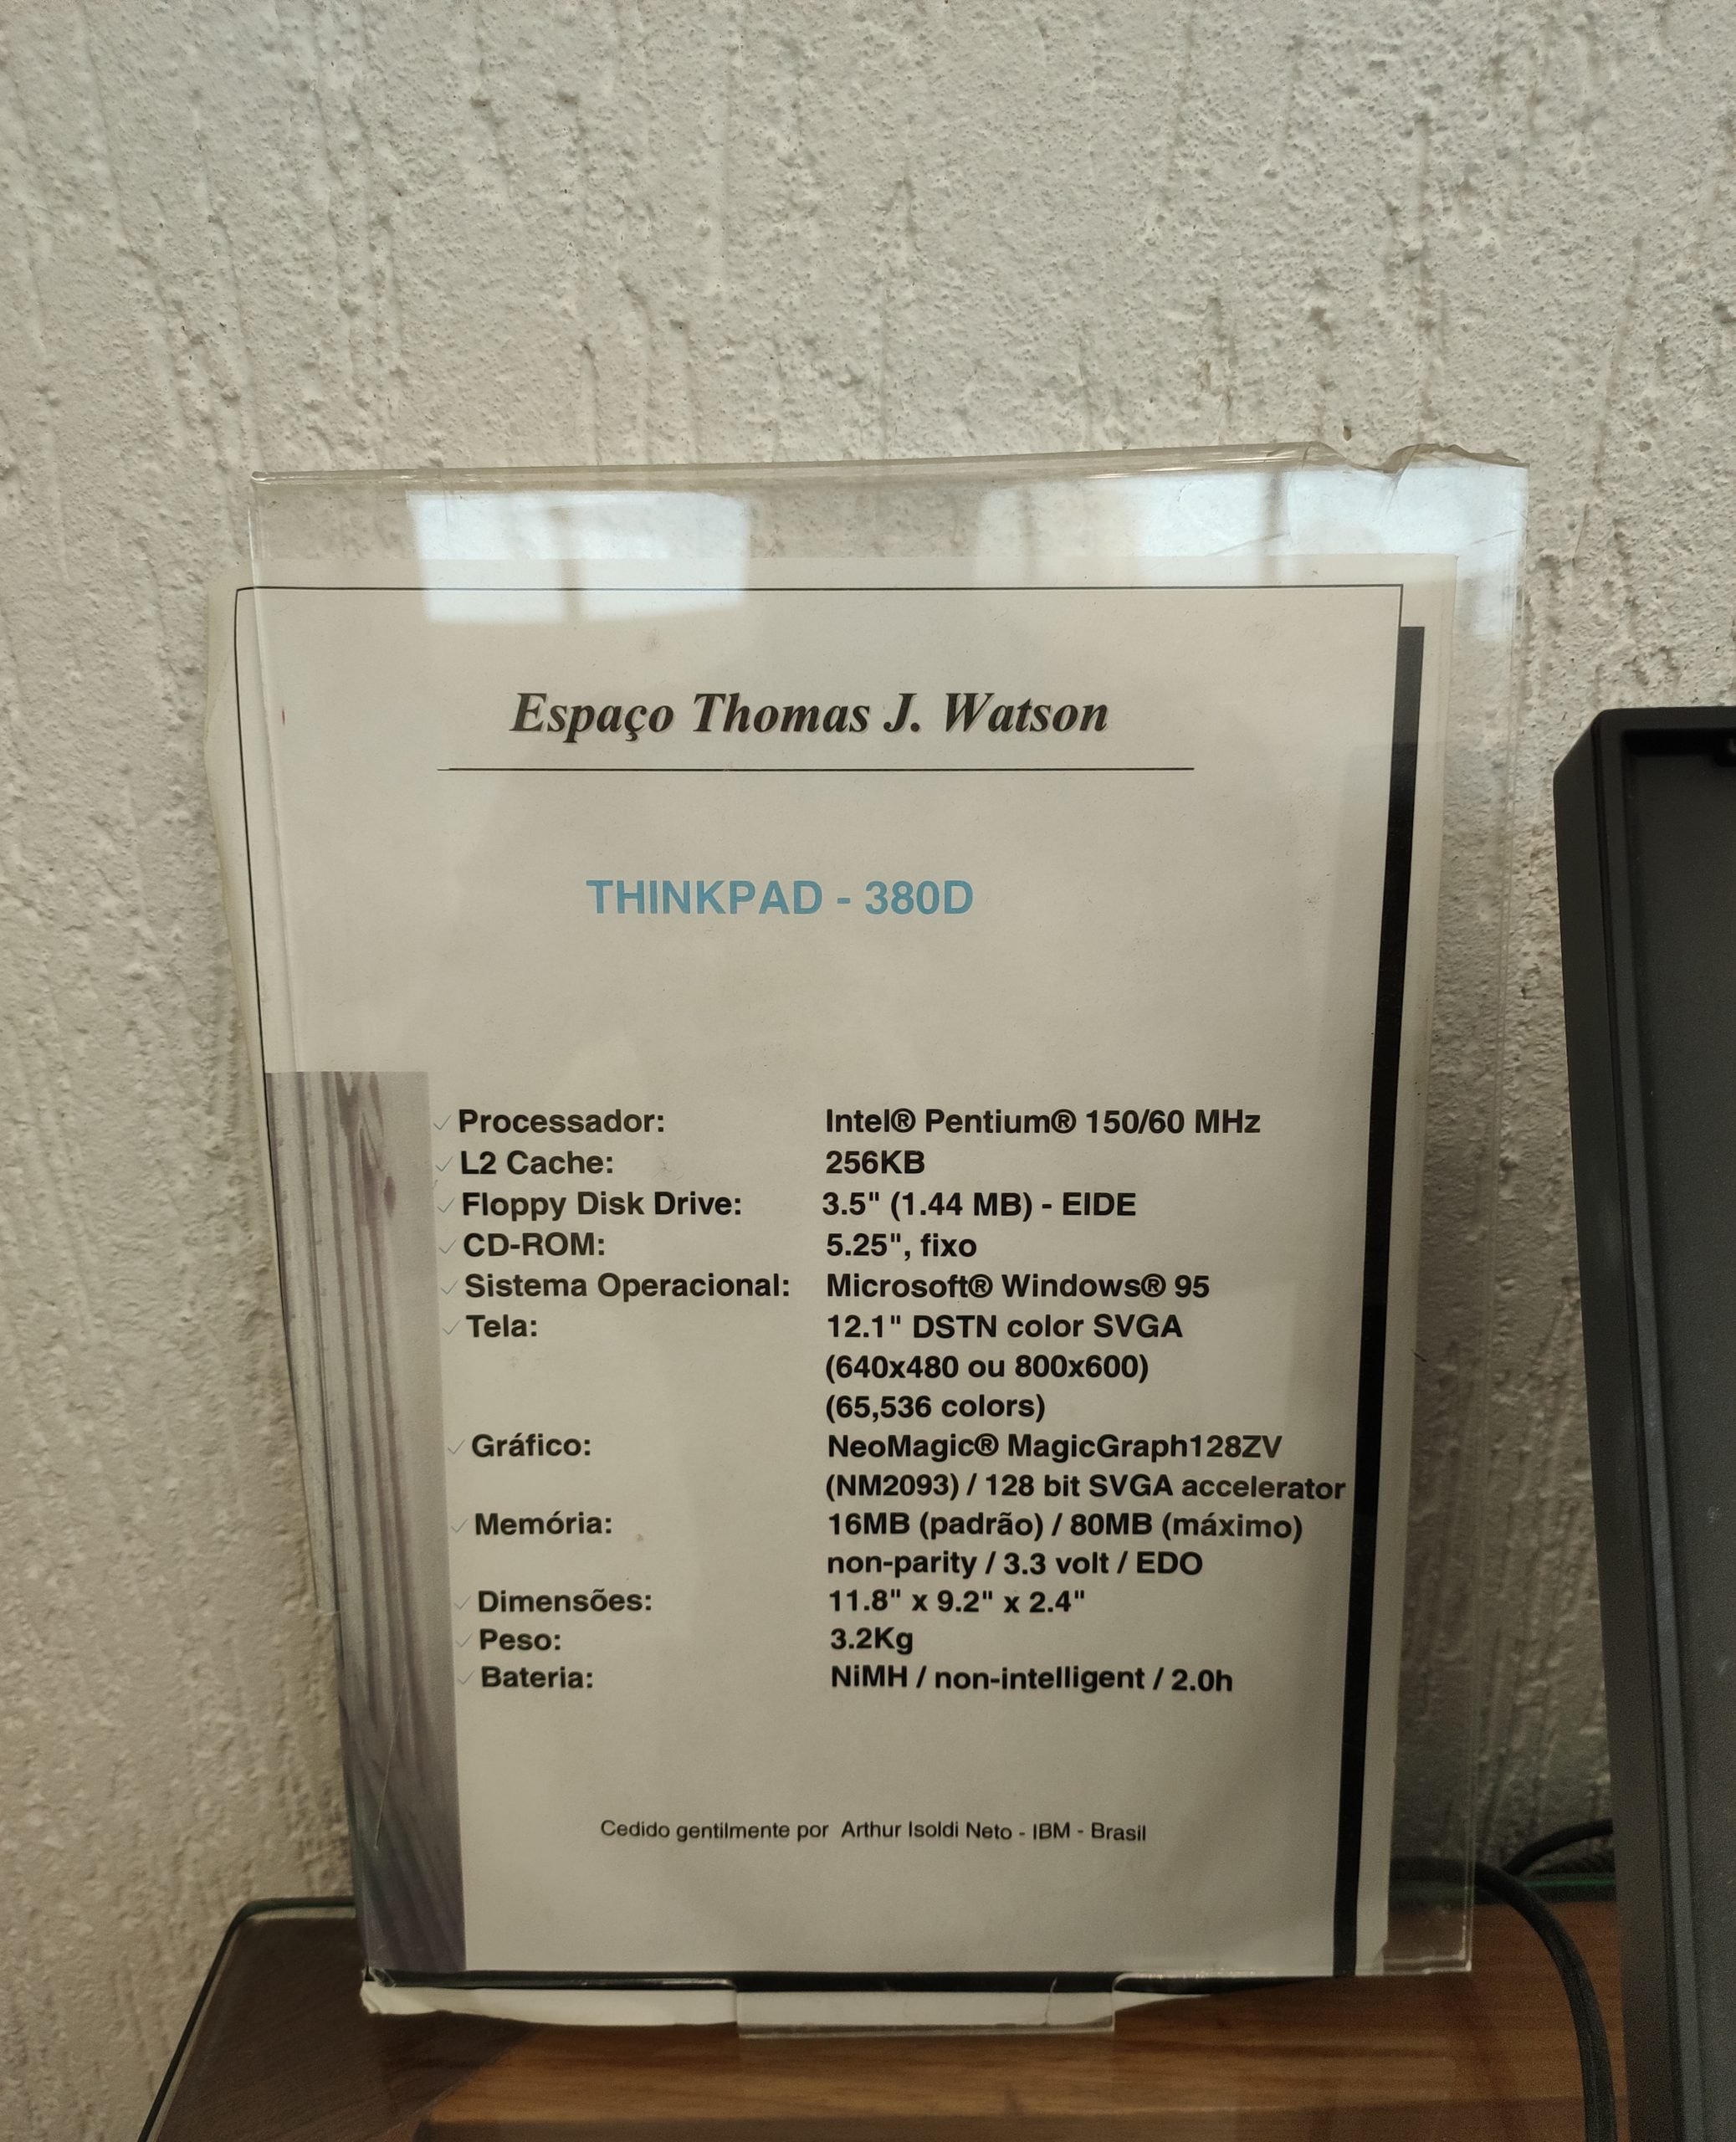 Espaço Thomas J. Watson
THINKPAD - 380D
Processador: Intel® Pentium® 150/60 MHz
L2 Cache: 256KB
Floppy Disk Drive: 3.5" (1.44 MB) - EIDE
CD-ROM: 5.25", fixo
Sistema Operacional: Microsoft® Windows® 95
Tela: 12.1" DSTN color SVGA
(640x480 ou 800x600)
(65,536 colors)
Gráfico: NeoMagic® MagicGraph128ZV
(NM2093) / 128 bit SVGA accelerator
Memória: 16MB (padrão) / 80MB (máximo)
non-parity / 3.3 volt / EDO
Dimensões: 11.8" x 9.2" x 2.4"
Peso: 3.2Kg
Bateria: NiMH / non-intelligent / 2.0h
Cedido gentilmente por Arthur Isoldi Neto - IBM - Brasil